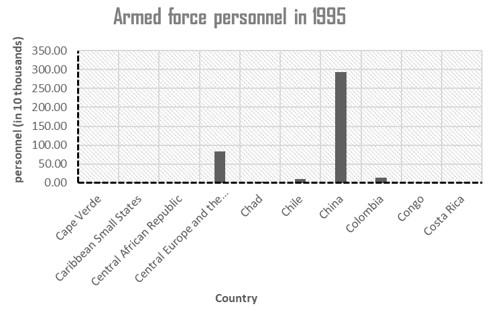 Armed force personnel in 1995
personnel (in 10 thousands)
350.00
300.00
250.00
200.00
150.00
100.00
50.00
0.00
Cape Verde
Caribbean Small States
Central African Republic
Central Europe and the...
Chad
Chile
China
Colombia
Congo
Costa Rica
Country